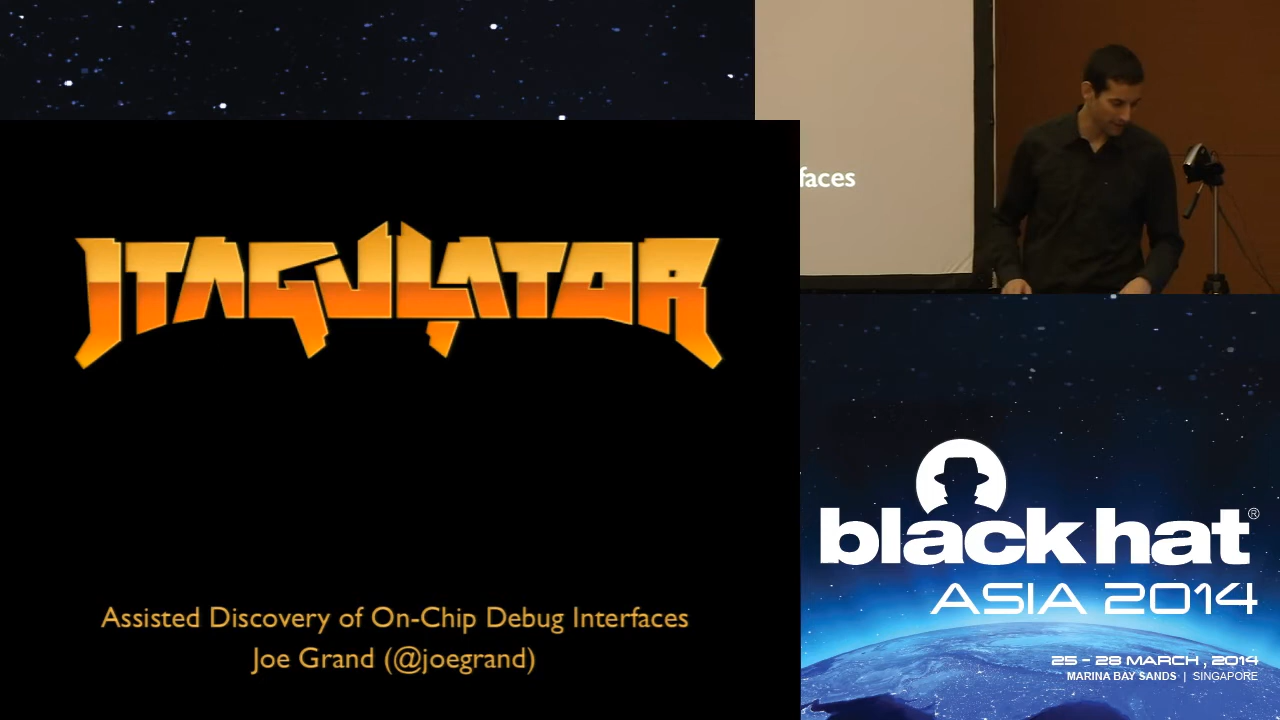 faces
JTAGULATOR
Assisted Discovery of On-Chip Debug Interfaces
Joe Grand (@joegrand)
black hat®
ASIA 2014
25 - 28 MARCH, 2014
MARINA BAY SANDS | SINGAPORE